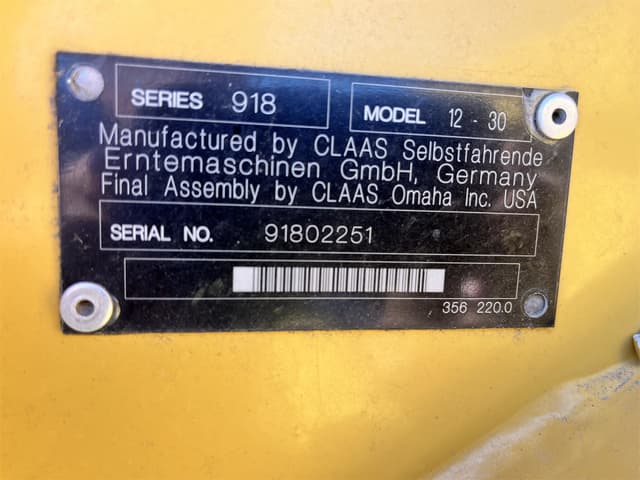 SERIES 918 MODEL 12 - 30
Manufactured by CLAAS Selbstfahrende
Erntemaschinen GmbH, Germany
Final Assembly by CLAAS Omaha Inc. USA
SERIAL NO. 91802251
356 220.0